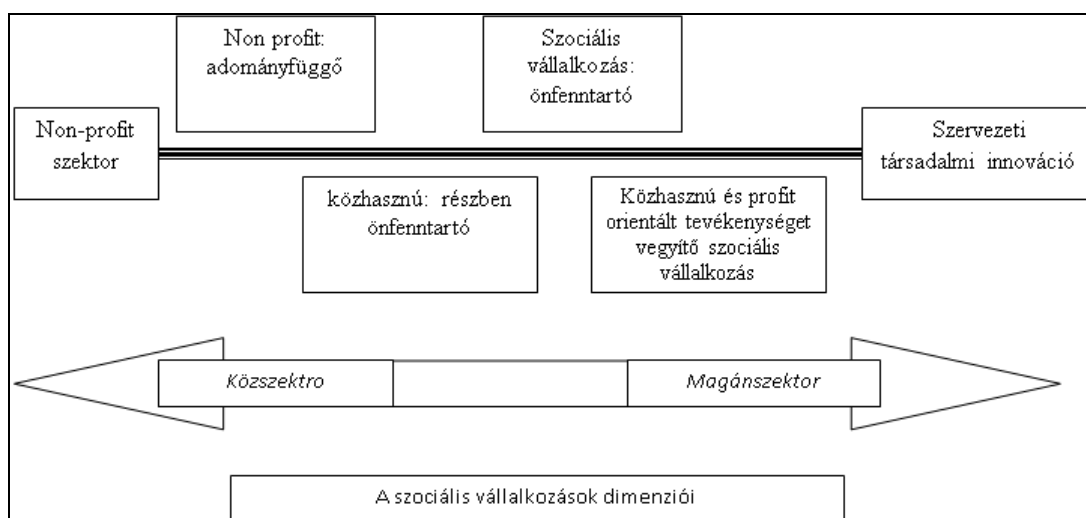 Non profit:
adományfüggő
Szociális
vállalkozás:
önfenntartó
Non-profit
szektor
Szervezeti
társadalmi innováció
közhasznú: részben
önfenntartó
Közhasznú és profit
orientált tevékenységet
vegyítő szociális
vállalkozás
Közszektro
Magánszektor
A szociális vállalkozások dimenziói